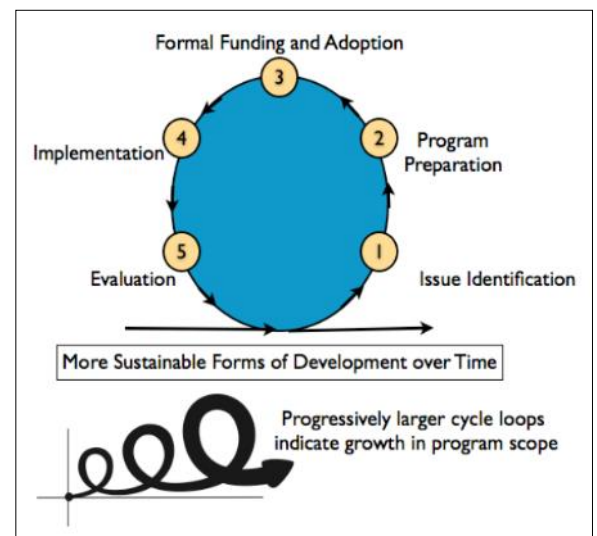 Formal Funding and Adoption
3
4
2
Implementation
Program
Preparation
5
1
Evaluation
Issue Identification
More Sustainable Forms of Development over Time
Progressively larger cycle loops
indicate growth in program scope